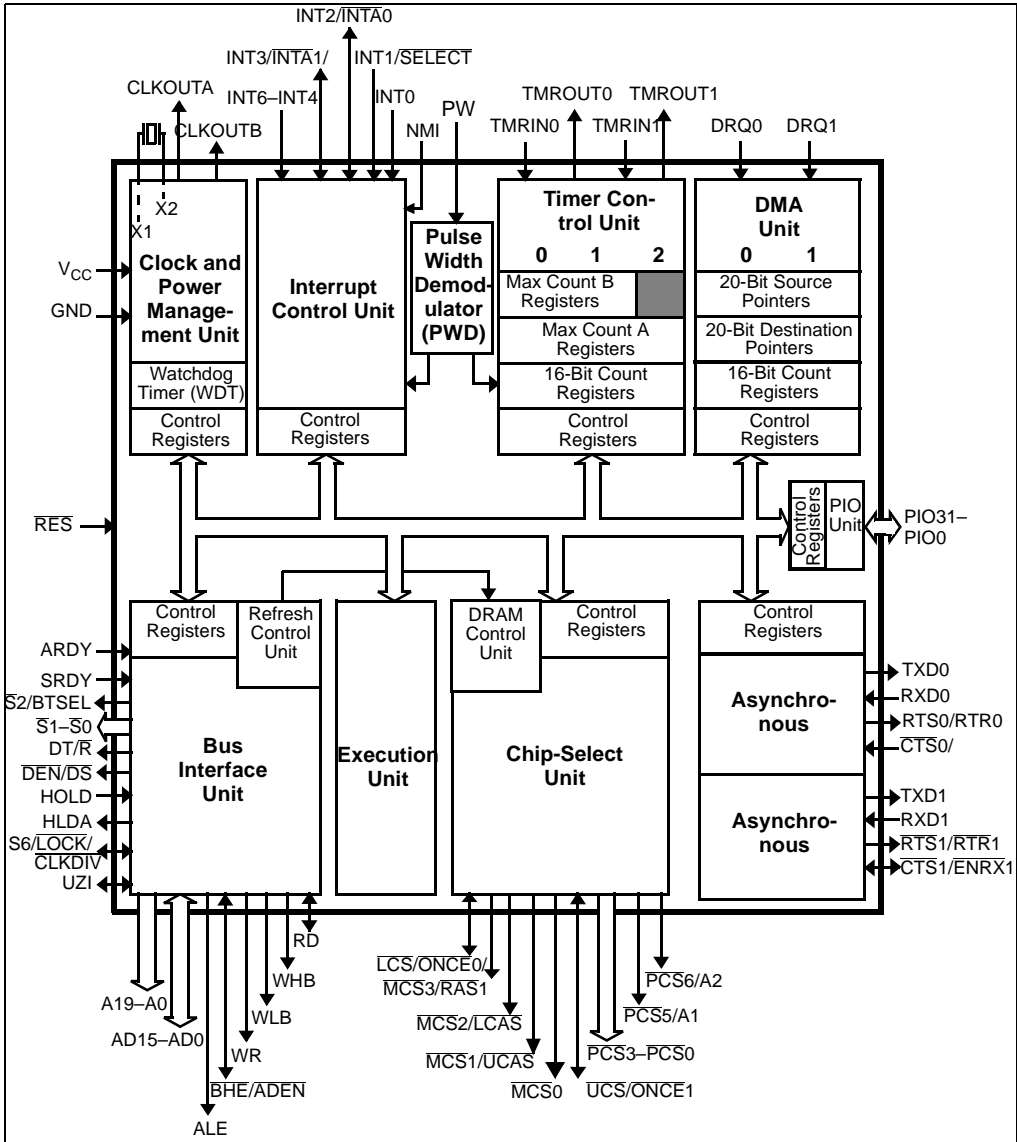 INT2/INTA0
INT3/INTA1/
INT1/SELECT
CLKOUTA
INT6–INT4
INT0
PW
TMROUT0
TMROUT1
CLKOUTB
NMI
TMRIN0
TMRIN1
DRQ0
DRQ1
X2
X1
Clock and
Power
Manage-
ment Unit
Watchdog
Timer (WDT)
Control
Registers
Interrupt
Control Unit
Control
Registers
Pulse
Width
Demod-
ulator
(PWD)
Timer Con-
trol Unit
0 1 2
Max Count B
Registers
Max Count A
Registers
16-Bit Count
Registers
Control
Registers
DMA
Unit
0 1
20-Bit Source
Pointers
20-Bit Destination
Pointers
16-Bit Count
Registers
Control
Registers
VCC
GND
RES
Control
Registers
PIO
Unit
PIO31–
PIO0
Control
Registers
Refresh
Control
Unit
Bus
Interface
Unit
Execution
Unit
DRAM
Control
Unit
Control
Registers
Chip-Select
Unit
Control
Registers
Asynchro-
nous
Asynchro-
nous
ARDY
SRDY
S2/BTSEL
S1–S0
DT/R
DEN/DS
HOLD
HLDA
S6/LOCK/
CLKDIV
UZI
TXD0
RXD0
RTS0/RTR0
CTS0/
TXD1
RXD1
RTS1/RTR1
CTS1/ENRX1
RD
WHB
A19–A0
WLB
AD15–AD0
WR
BHE/ADEN
ALE
LCS/ONCE0/
MCS3/RAS1
PCS6/A2
MCS2/LCAS
PCS5/A1
MCS1/UCAS
PCS3–PCS0
MCS0
UCS/ONCE1